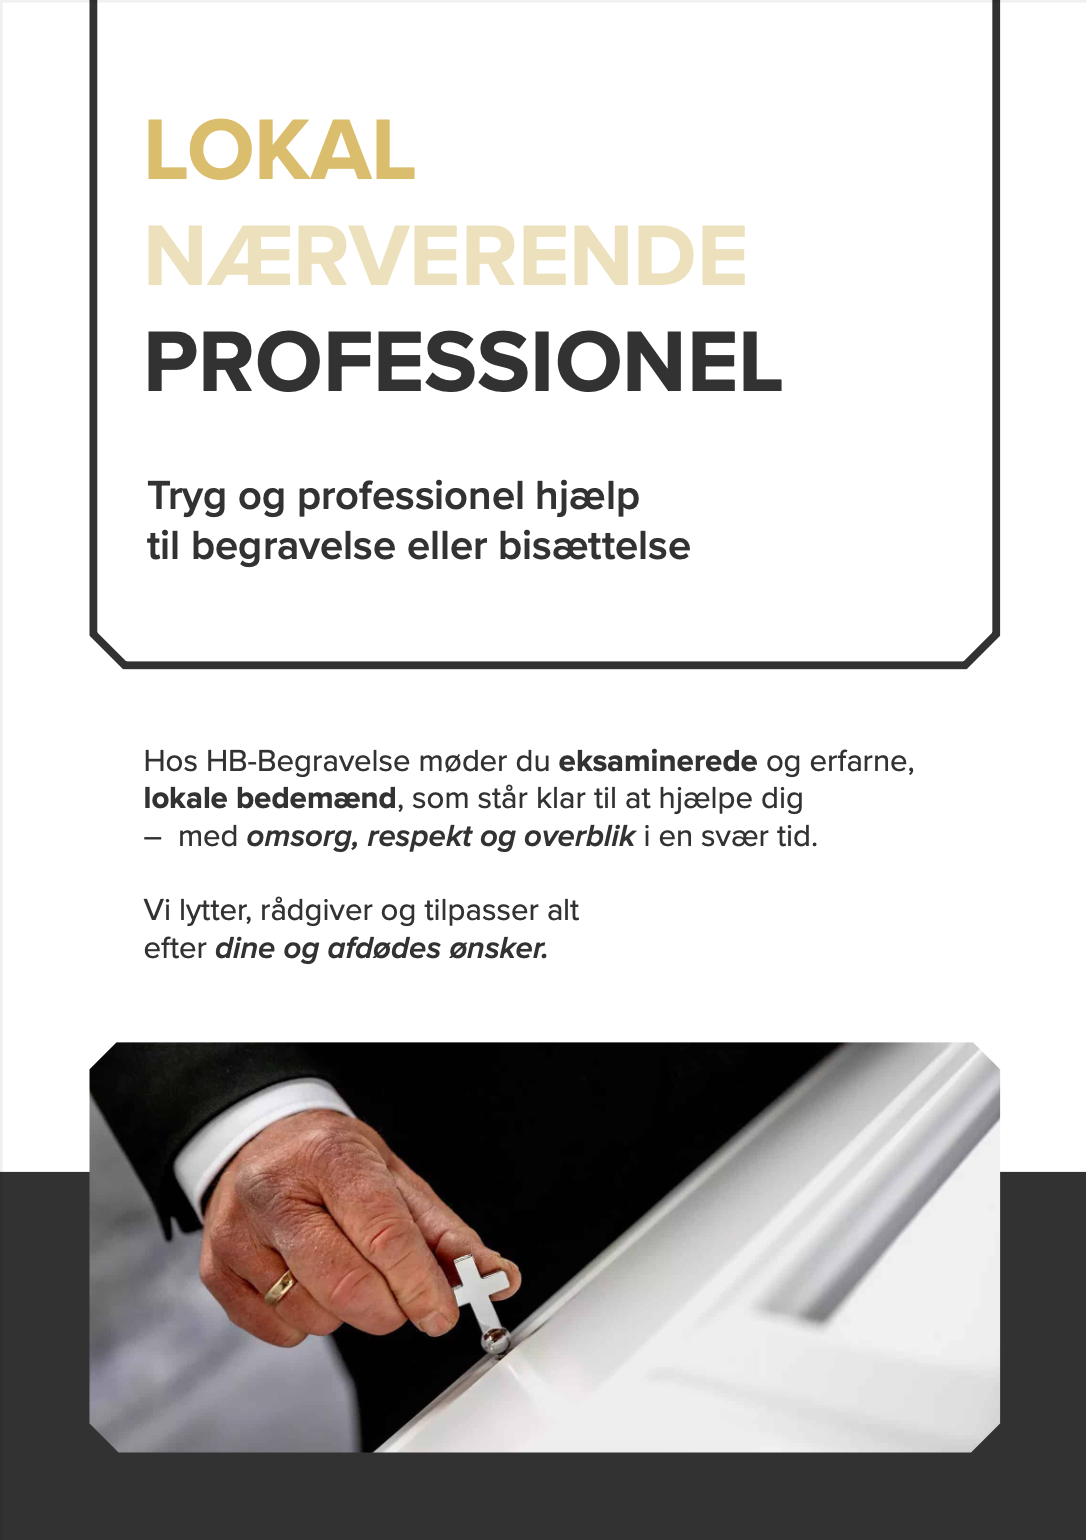 LOKAL
NÆRVERENDE
PROFESSIONEL
Tryg og professionel hjælp
til begravelse eller bisættelse
Hos HB-Begravelse møder du eksaminerede og erfarne,
lokale bedemænd, som står klar til at hjælpe dig
– med omsorg, respekt og overblik i en svær tid.
Vi lytter, rådgiver og tilpasser alt
efter dine og afdødes ønsker.